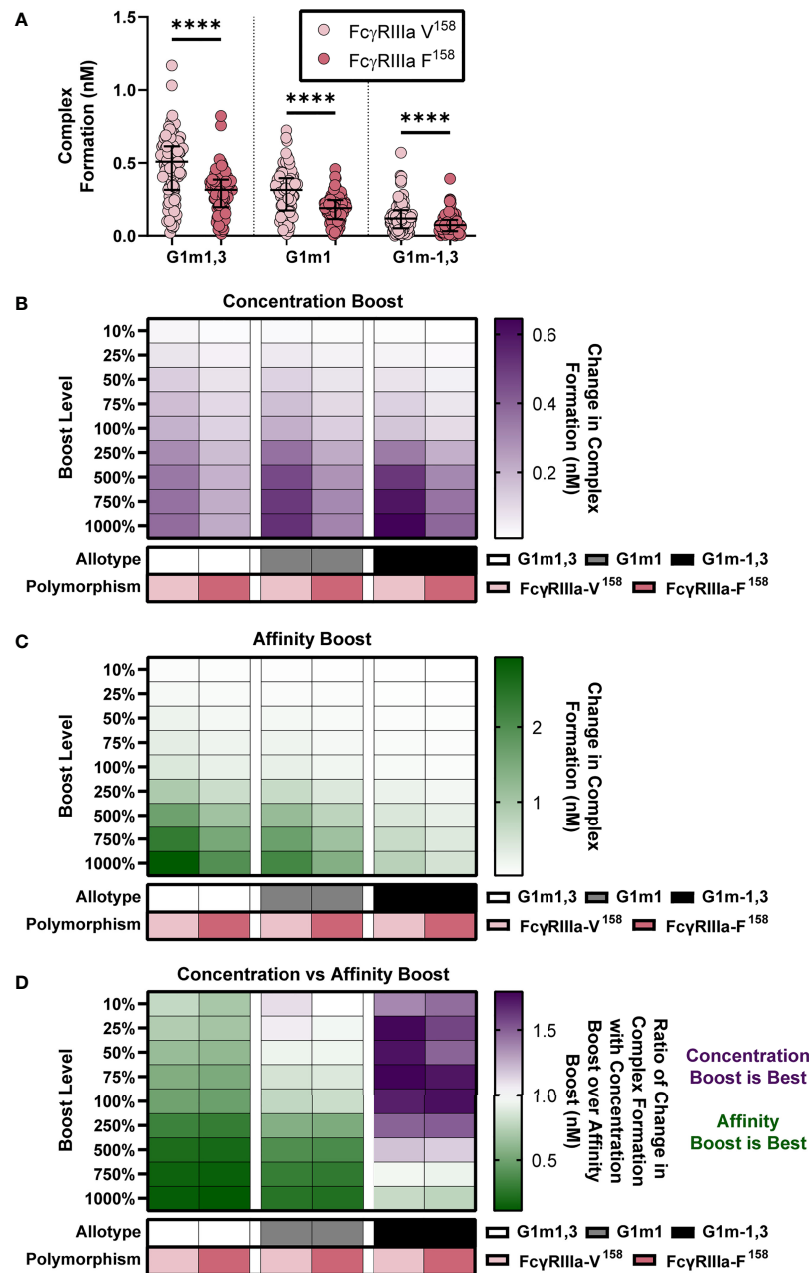 A
1.5
1.0
0.5
0.0
Complex
Formation (nM)
****
****
****
FcγRIIIa V158
FcγRIIIa F158
G1m1,3
G1m1
G1m-1,3
B
Concentration Boost
Boost Level
10%
25%
50%
75%
100%
250%
500%
750%
1000%
0.6
0.4
0.2
Change in Complex
Formation (nM)
Allotype
G1m1,3
G1m1
G1m-1,3
Polymorphism
FcγRIIIa-V158
FcγRIIIa-F158
C
Affinity Boost
Boost Level
10%
25%
50%
75%
100%
250%
500%
750%
1000%
2
1
Change in Complex
Formation (nM)
Allotype
G1m1,3
G1m1
G1m-1,3
Polymorphism
FcγRIIIa-V158
FcγRIIIa-F158
D
Concentration vs Affinity Boost
Boost Level
10%
25%
50%
75%
100%
250%
500%
750%
1000%
1.5
1.0
0.5
Ratio of Change in
Complex Formation
with Concentration
Boost over Affinity
Boost (nM)
Concentration
Boost is Best
Affinity
Boost is Best
Allotype
G1m1,3
G1m1
G1m-1,3
Polymorphism
FcγRIIIa-V158
FcγRIIIa-F158